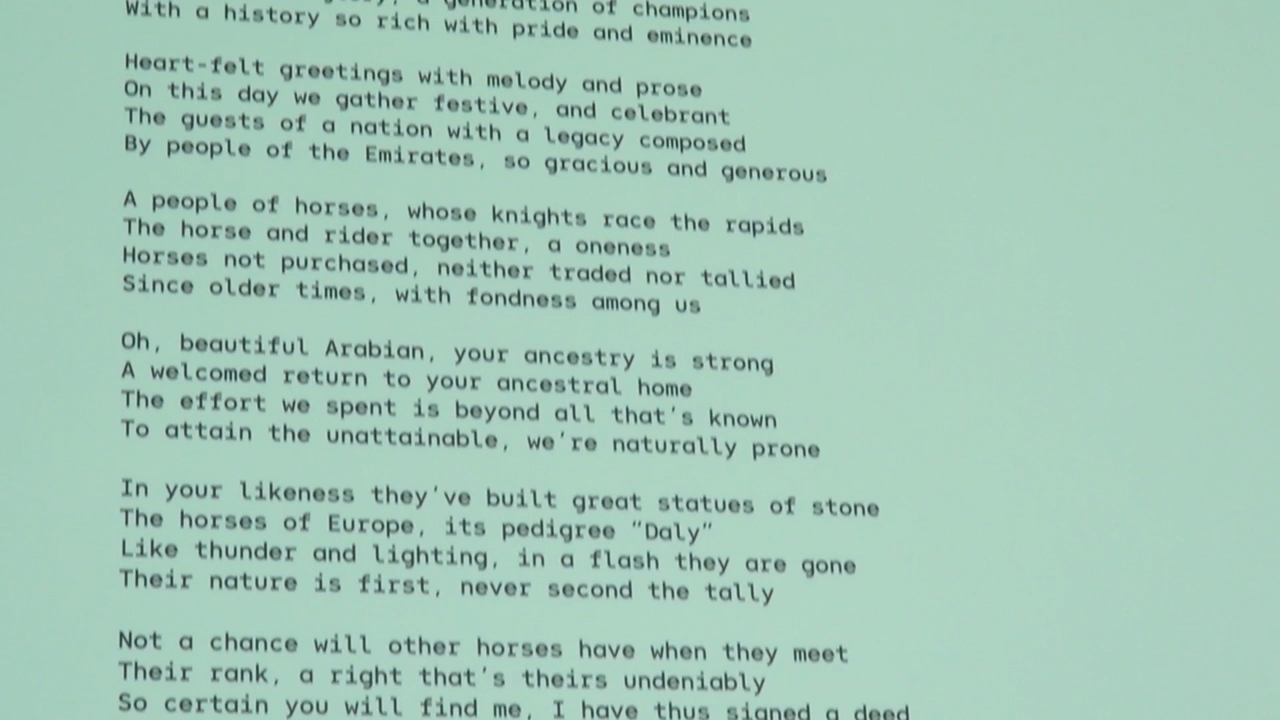 a generation of champions
With a history so rich with pride and eminence
Heart-felt greetings with melody and prose
On this day we gather festive, and celebrant
The guests of a nation with a legacy composed
By people of the Emirates, so gracious and generous
A people of horses, whose knights race the rapids
The horse and rider together, a oneness
Horses not purchased, neither traded nor tallied
Since older times, with fondness among us
Oh, beautiful Arabian, your ancestry is strong
A welcomed return to your ancestral home
The effort we spent is beyond all that's known
To attain the unattainable, we're naturally prone
In your likeness they've built great statues of stone
The horses of Europe, its pedigree "Daly"
Like thunder and lighting, in a flash they are gone
Their nature is first, never second the tally
Not a chance will other horses have when they meet
Their rank, a right that's theirs undeniably
So certain you will find me, I have thus signed a deed